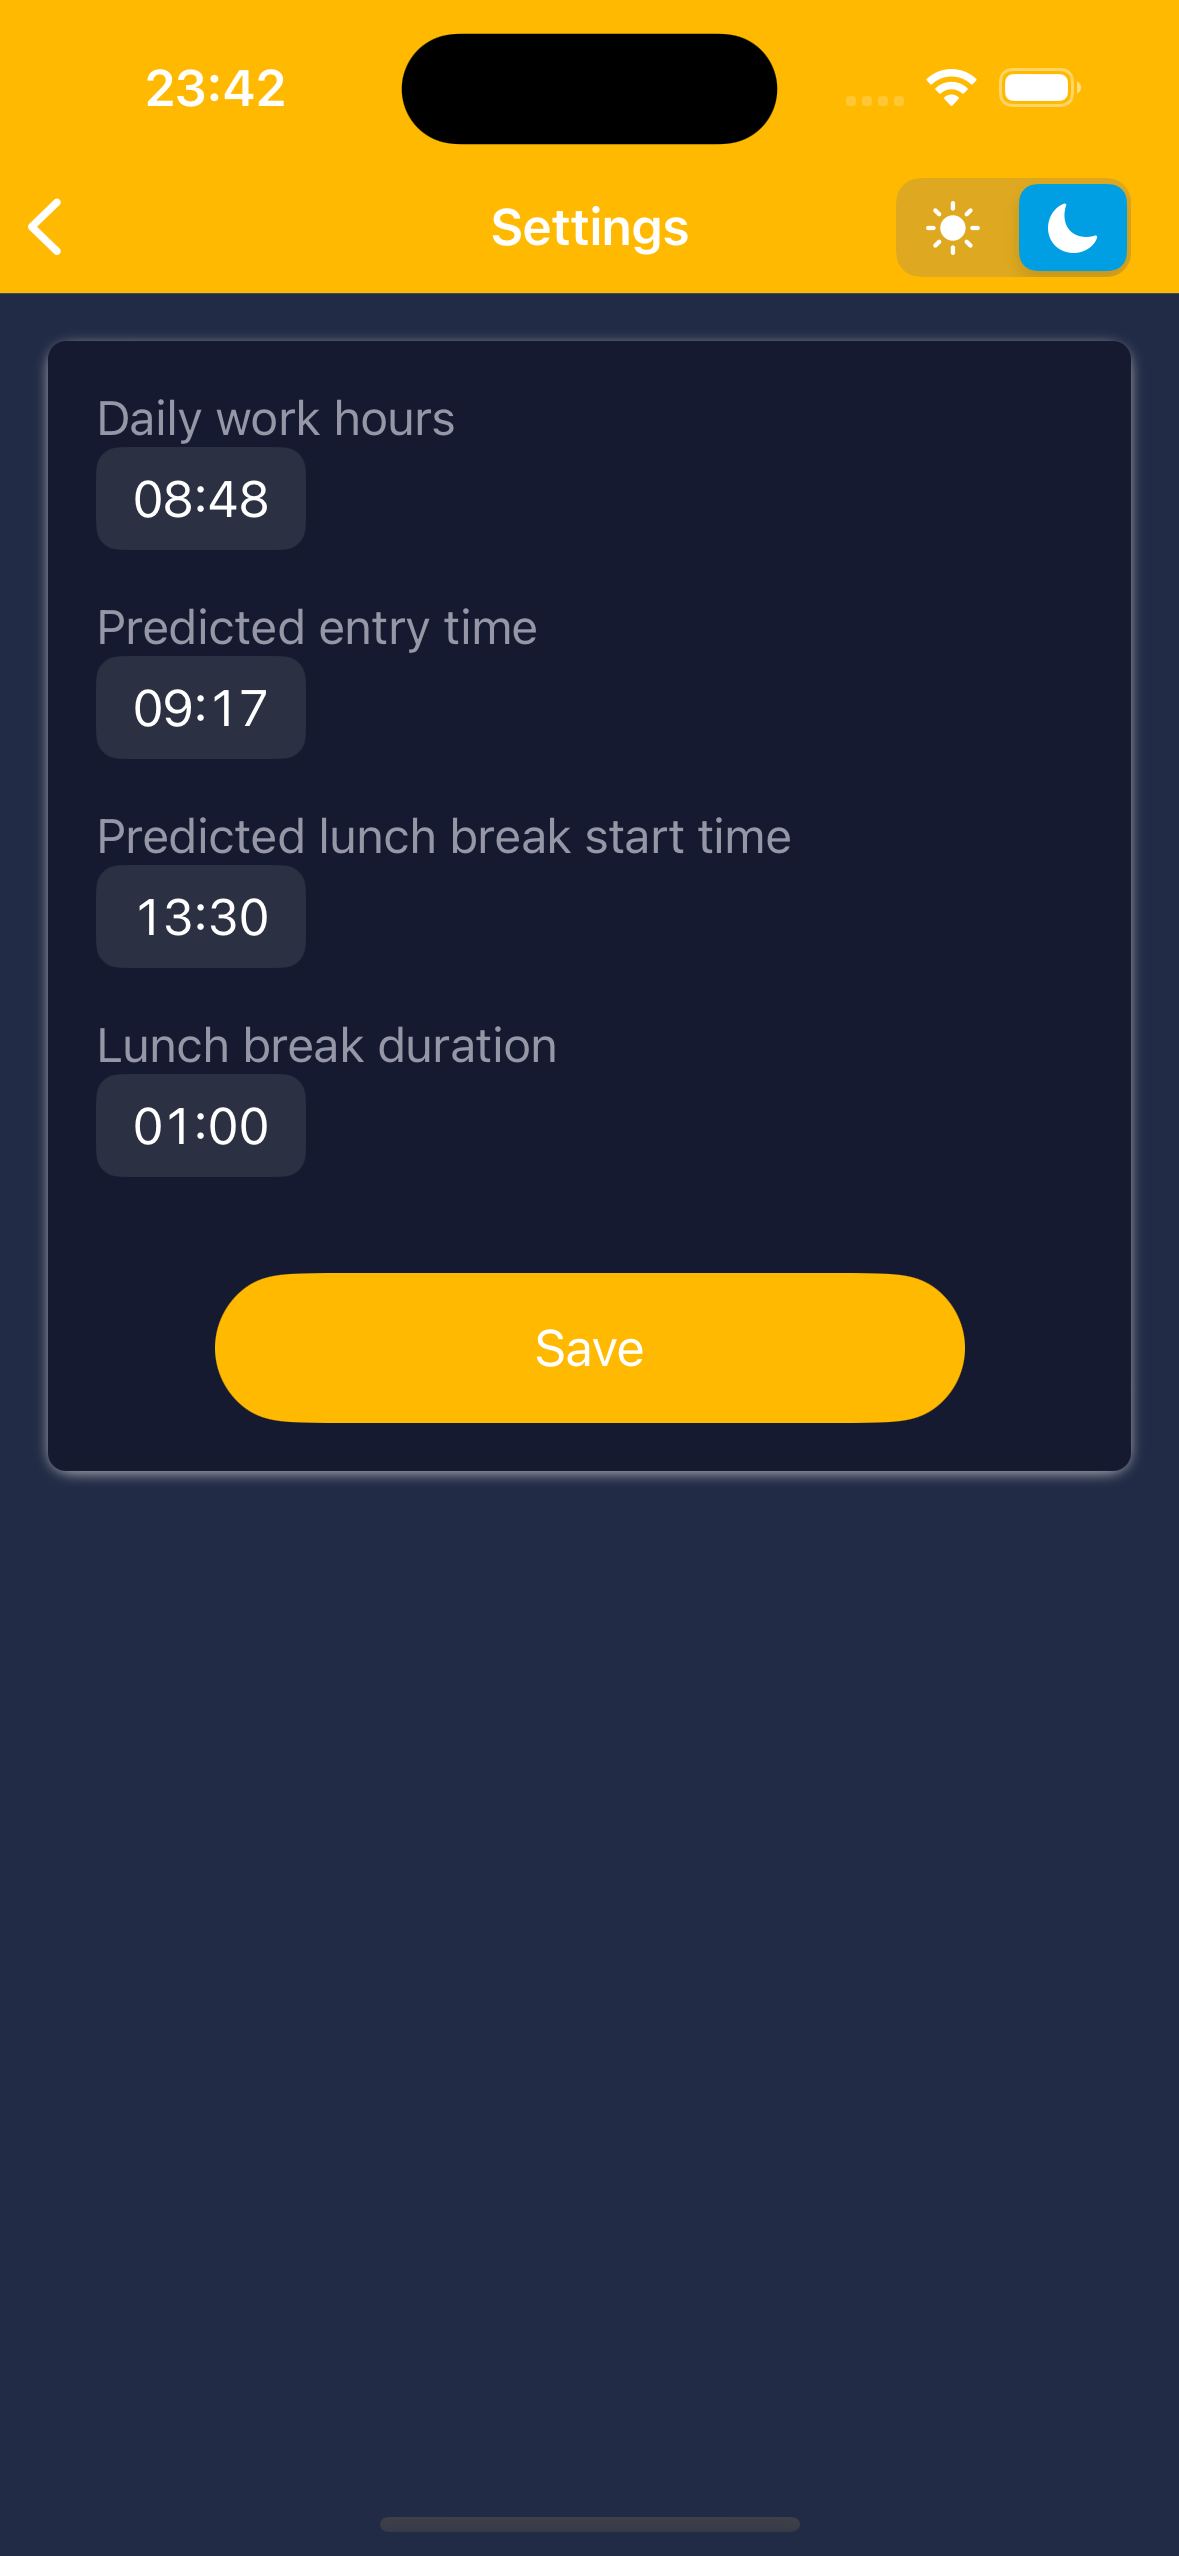 23:42
Settings
Daily work hours
08:48
Predicted entry time
09:17
Predicted lunch break start time
13:30
Lunch break duration
01:00
Save